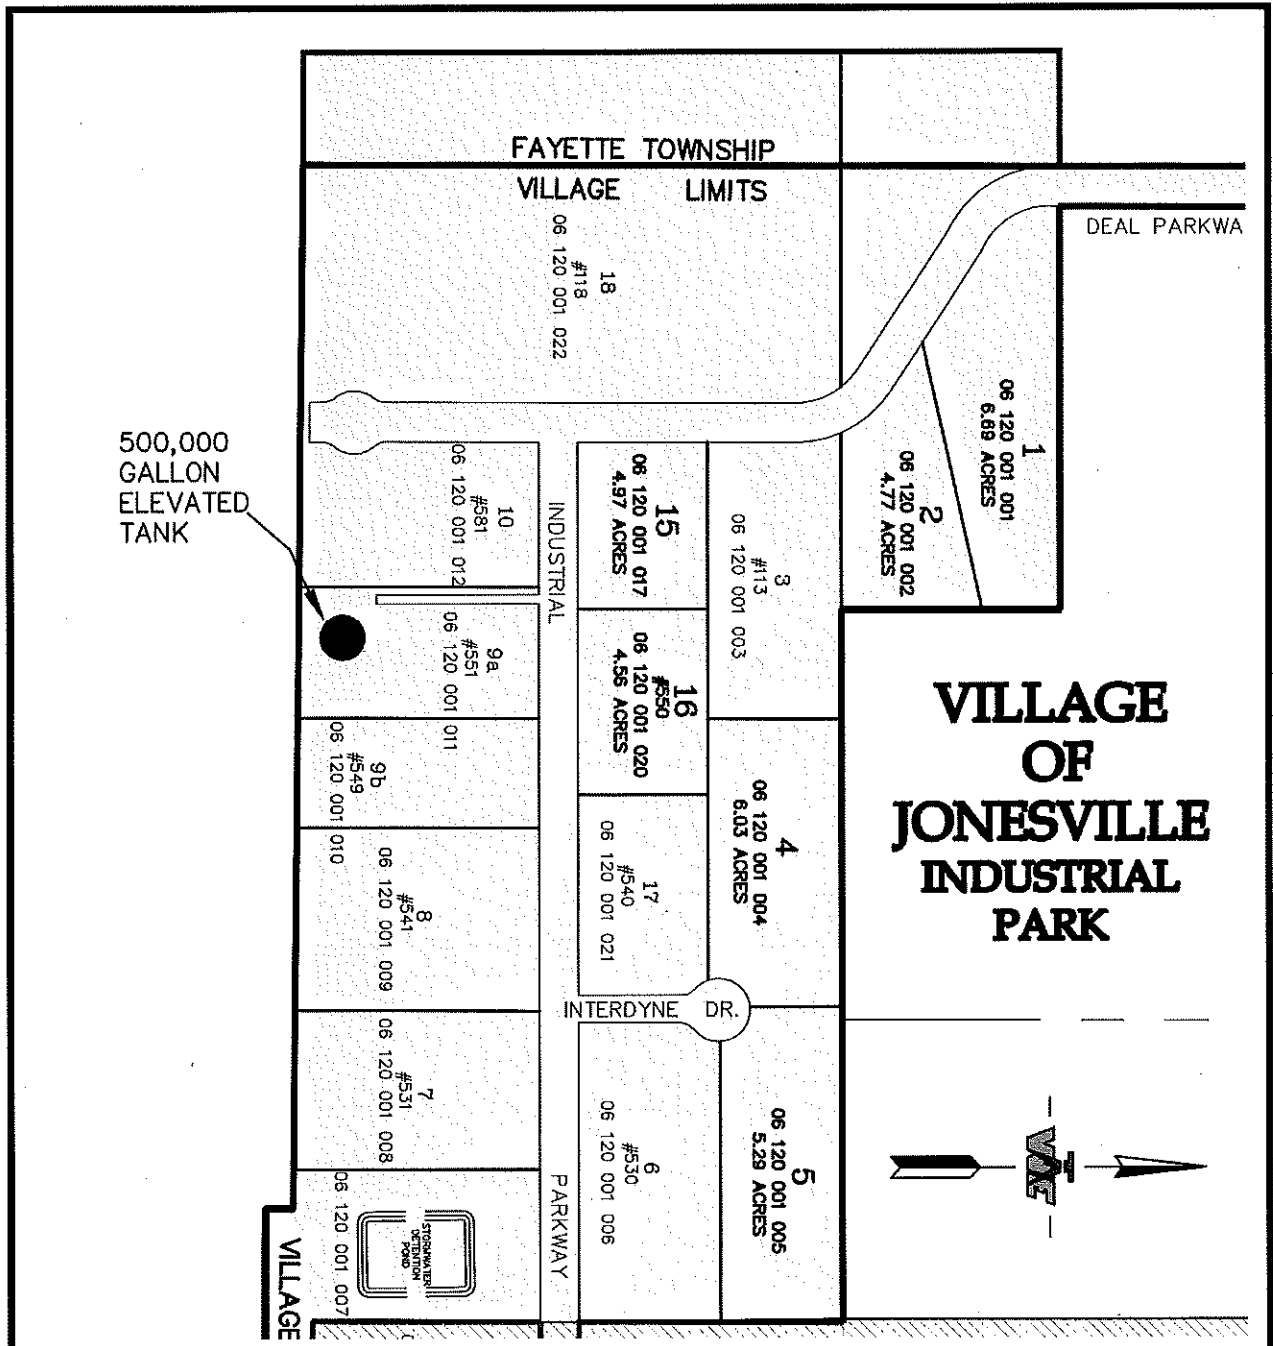 FAYETTE TOWNSHIP
VILLAGE LIMITS
DEAL PARKWA
18
#118
06 120 001 022
1
06 120 001 001
6.69 ACRES
2
06 120 001 002
4.77 ACRES
500,000
GALLON
ELEVATED
TANK
10
#581
06 120 001 012
INDUSTRIAL
15
06 120 001 017
4.97 ACRES
3
#113
06 120 001 003
9a
#551
06 120 001 011
16
#550
06 120 001 020
4.56 ACRES
VILLAGE
OF
JONESVILLE
INDUSTRIAL
PARK
9b
#549
06 120 001 010
4
06 120 001 004
6.03 ACRES
8
#541
06 120 001 009
17
#540
06 120 001 021
INTERDYNE DR.
7
#531
06 120 001 008
6
#530
06 120 001 006
5
06 120 001 005
5.29 ACRES
PARKWAY
06 120 001 007
STORMWATER
DETENTION
POND
VILLAGE